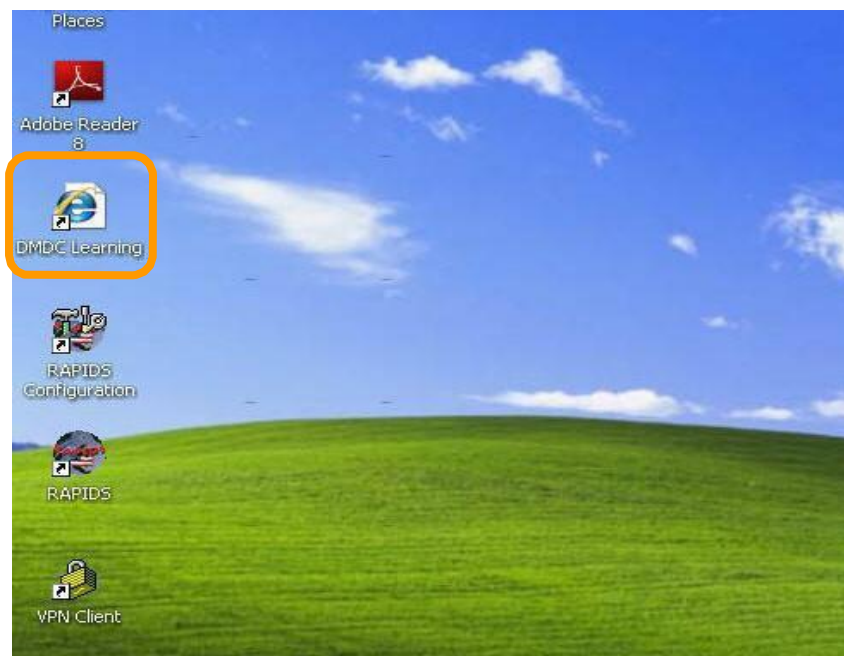 Places
Adobe Reader
8
DMDC Learning
RAPIDS
Configuration
RAPIDS
VPN Client